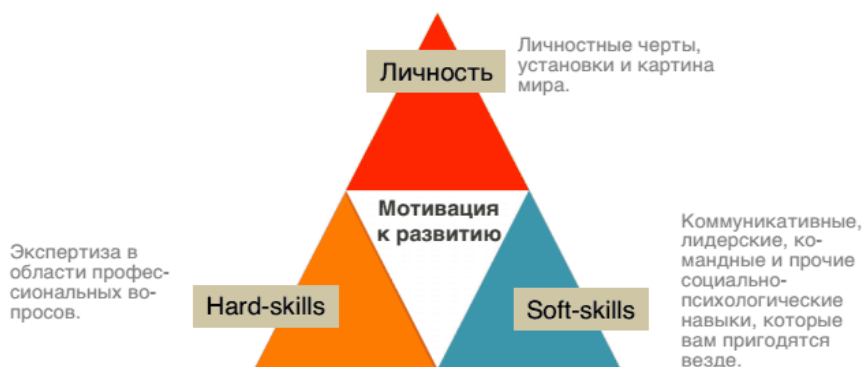 Личность
Личностные черты,
установки и картина
мира.
Мотивация
к развитию
Экспертиза в
области профес-
сиональных во-
просов.
Hard-skills
Soft-skills
Коммуникативные,
лидерские, ко-
мандные и прочие
социально-
психологические
навыки, которые
вам пригодятся
везде.